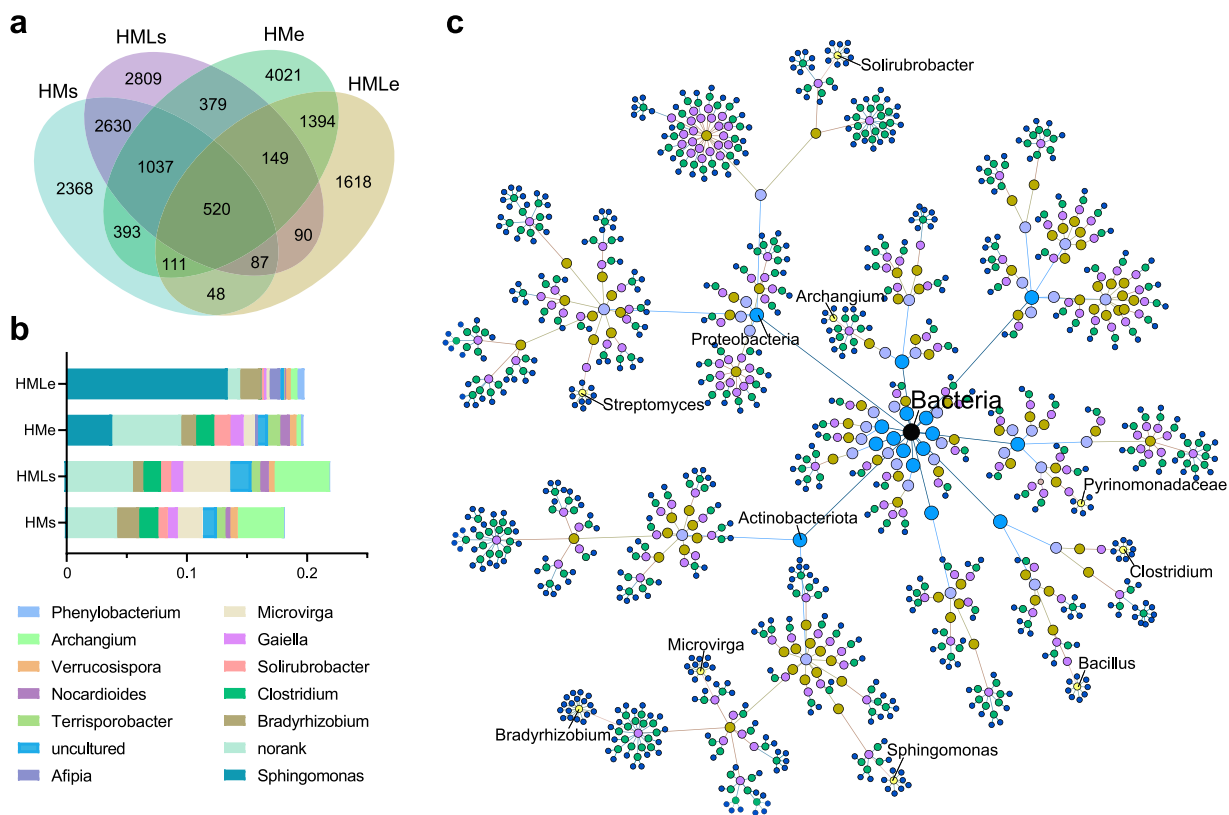 a
HMLs
HMe
HMs
HMLe
2809
4021
379
2630
1394
1037
149
2368
1618
520
393
90
111
87
48
b
HMLe
HMe
HMLs
HMs
0
0.1
0.2
Phenylobacterium
Microvirga
Archangium
Gaiella
Verrucosispora
Solirubrobacter
Nocardioides
Clostridium
Terrisporobacter
Bradyrhizobium
uncultured
norank
Afipia
Sphingomonas
c
Solirubrobacter
Archangium
Proteobacteria
Streptomyces
Bacteria
Pyrinomonadaceae
Actinobacteriota
Clostridium
Microvirga
Bacillus
Bradyrhizobium
Sphingomonas